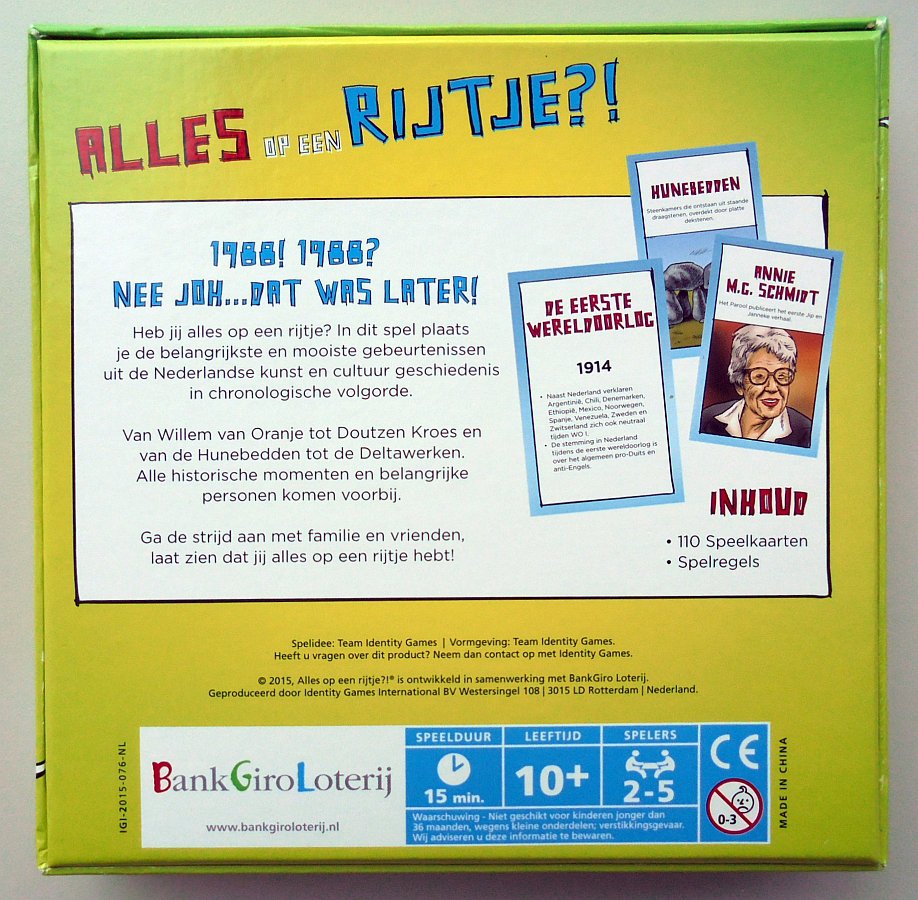 ALLES OP EEN RIJTJE?!
1988! 1988?
NEE JOH...DAT WAS LATER!
Heb jij alles op een rijtje? In dit spel plaats
je de belangrijkste en mooiste gebeurtenissen
uit de Nederlandse kunst en cultuur geschiedenis
in chronologische volgorde.
Van Willem van Oranje tot Doutzen Kroes en
van de Hunebedden tot de Deltawerken.
Alle historische momenten en belangrijke
personen komen voorbij.
Ga de strijd aan met familie en vrienden,
laat zien dat jij alles op een rijtje hebt!
HUNEBEDDEN
Steenkamers die ontstaan uit staande
draagstenen, overdekt door platte
dekstenen.
ANNIE
M.G. SCHMIDT
Het Parool publiceert het eerste Jip en
Janneke verhaal.
DE EERSTE
WERELDOORLOG
1914
• Naast Nederland verklaren
Argentinië, Chili, Denemarken,
Ethiopië, Mexico, Noorwegen,
Spanje, Venezuela, Zweden en
Zwitserland zich ook neutraal
tijden WO I.
• De stemming in Nederland
tijdens de eerste wereldoorlog is
over het algemeen pro-Duits en
anti-Engels.
INHOUD
• 110 Speelkaarten
• Spelregels
Spelidee: Team Identity Games | Vormgeving: Team Identity Games.
Heeft u vragen over dit product? Neem dan contact op met Identity Games.
© 2015, Alles op een rijtje?!® is ontwikkeld in samenwerking met BankGiro Loterij.
Geproduceerd door Identity Games International BV Westersingel 108 | 3015 LD Rotterdam | Nederland.
IGI-2015-076-NL
BankGiroLoterij
www.bankgiroloterij.nl
SPEELDUUR
15 min.
LEEFTIJD
10+
SPELERS
2-5
Waarschuwing - Niet geschikt voor kinderen jonger dan
36 maanden, wegens kleine onderdelen; verstikkingsgevaar.
Wij adviseren u deze informatie te bewaren.
CE
0-3
MADE IN CHINA